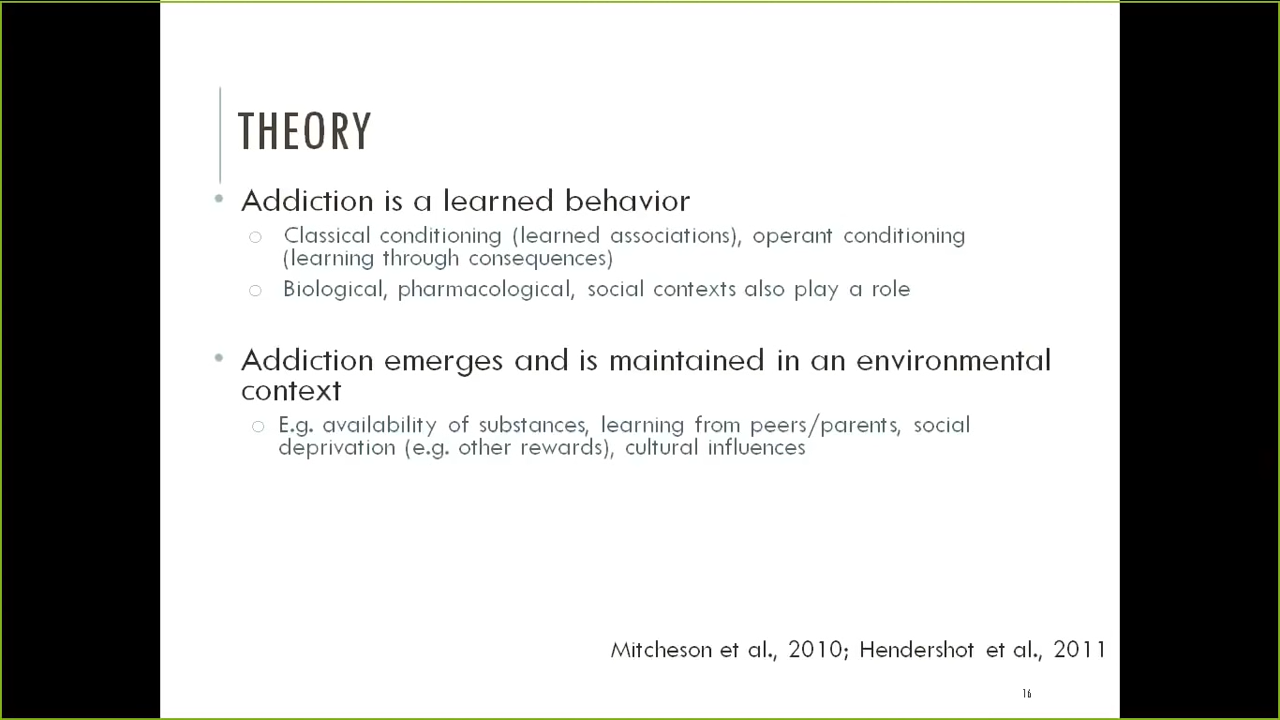 THEORY
• Addiction is a learned behavior
○ Classical conditioning (learned associations), operant conditioning
(learning through consequences)
○ Biological, pharmacological, social contexts also play a role
• Addiction emerges and is maintained in an environmental
context
○ E.g. availability of substances, learning from peers/parents, social
deprivation (e.g. other rewards), cultural influences
Mitcheson et al., 2010; Hendershot et al., 2011
16